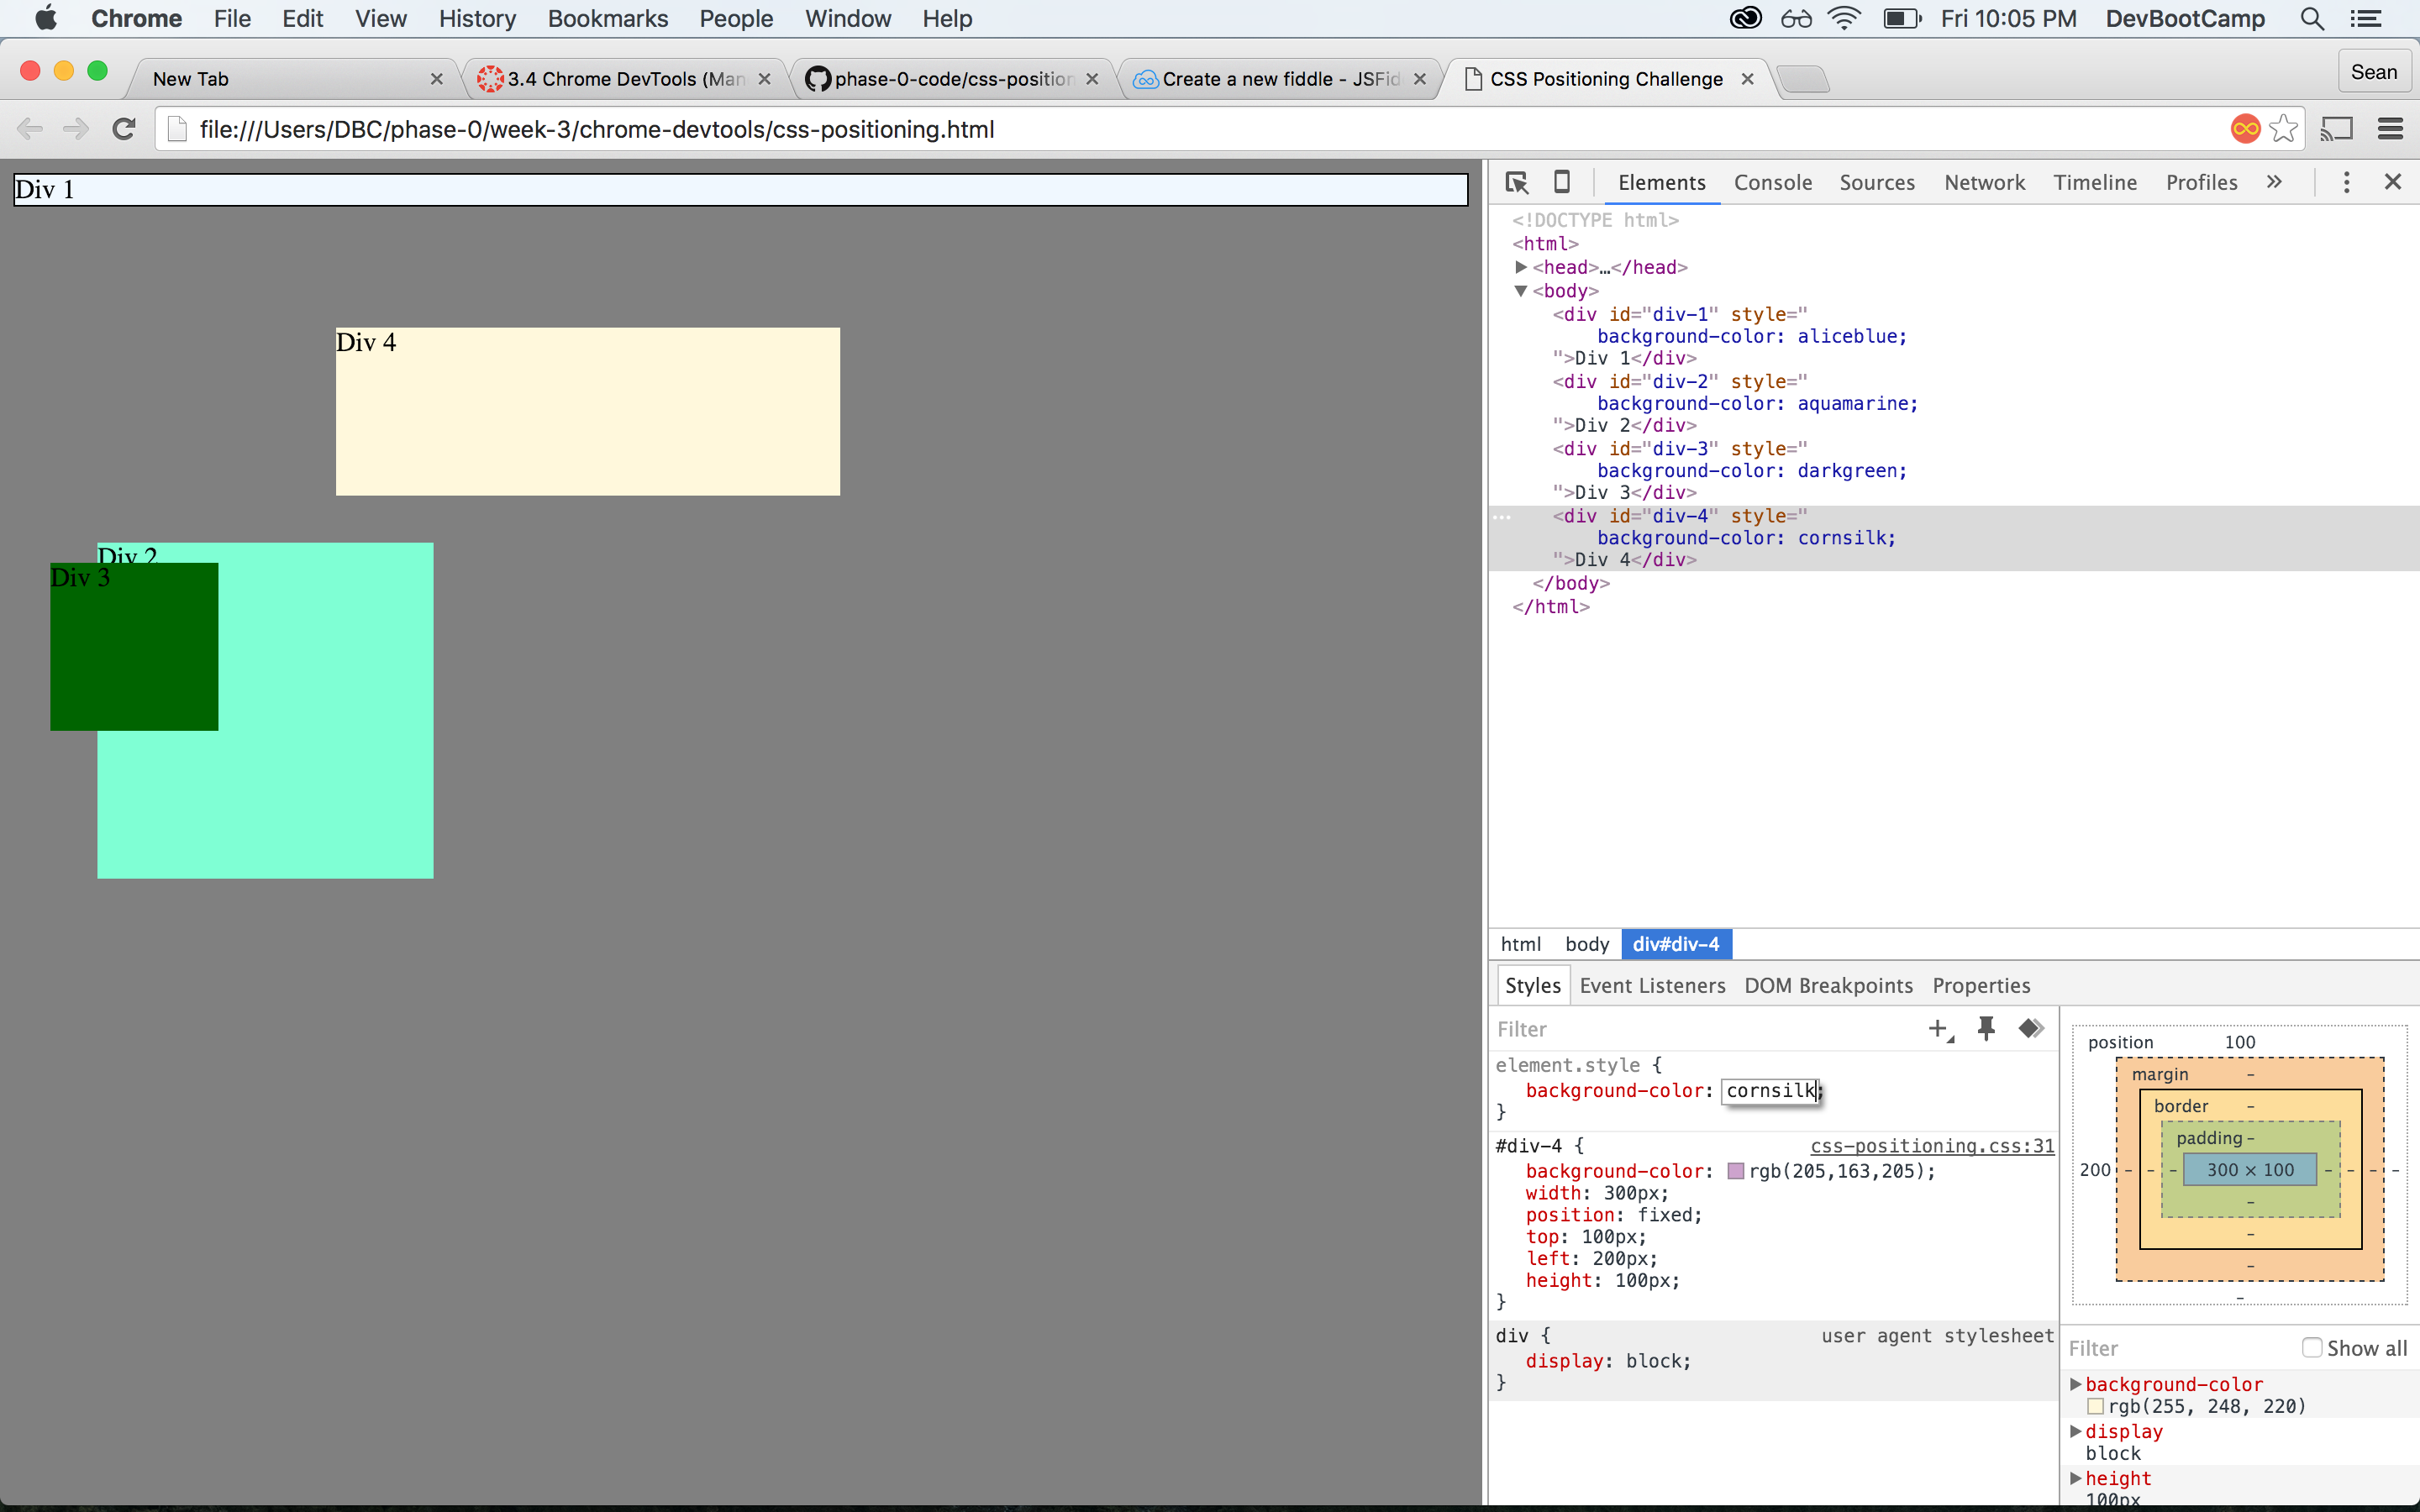 Chrome File Edit View History Bookmarks People Window Help Fri 10:05 PM DevBootCamp
New Tab 3.4 Chrome DevTools (Man phase-0-code/css-position Create a new fiddle - JSFid CSS Positioning Challenge Sean
file:///Users/DBC/phase-0/week-3/chrome-devtools/css-positioning.html
Div 1
Div 4
Div 2
Div 3
Elements Console Sources Network Timeline Profiles »
<!DOCTYPE html>
<html>
<head>…</head>
<body>
<div id="div-1" style="
background-color: aliceblue;
">Div 1</div>
<div id="div-2" style="
background-color: aquamarine;
">Div 2</div>
<div id="div-3" style="
background-color: darkgreen;
">Div 3</div>
<div id="div-4" style="
background-color: cornsilk;
">Div 4</div>
</body>
</html>
html body div#div-4
Styles Event Listeners DOM Breakpoints Properties
Filter
element.style {
background-color: cornsilk;
}
#div-4 { css-positioning.css:31
background-color: rgb(205,163,205);
width: 300px;
position: fixed;
top: 100px;
left: 200px;
height: 100px;
}
div { user agent stylesheet
display: block;
}
position 100
margin -
border -
padding -
200 - - - 300 × 100 - - - -
-
-
-
-
Filter Show all
background-color
rgb(255, 248, 220)
display
block
height
100px